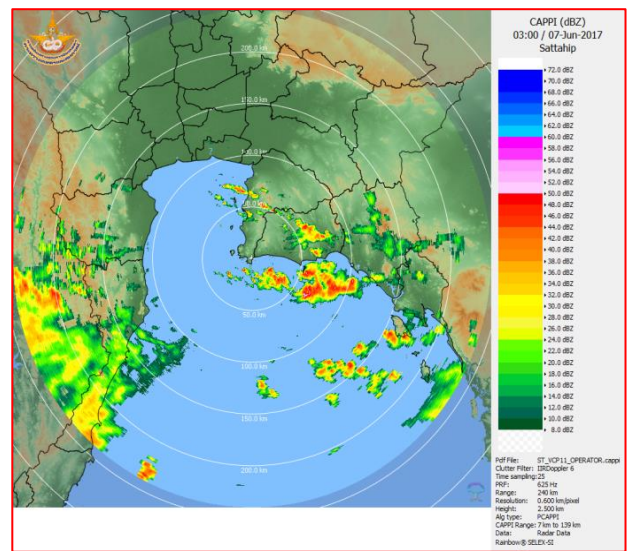 CAPPI (dBZ)
03:00 / 07-Jun-2017
Sattahip
72.0 dBZ
70.0 dBZ
68.0 dBZ
66.0 dBZ
64.0 dBZ
62.0 dBZ
60.0 dBZ
58.0 dBZ
56.0 dBZ
54.0 dBZ
52.0 dBZ
50.0 dBZ
48.0 dBZ
46.0 dBZ
44.0 dBZ
42.0 dBZ
40.0 dBZ
38.0 dBZ
36.0 dBZ
34.0 dBZ
32.0 dBZ
30.0 dBZ
28.0 dBZ
26.0 dBZ
24.0 dBZ
22.0 dBZ
20.0 dBZ
18.0 dBZ
16.0 dBZ
14.0 dBZ
12.0 dBZ
10.0 dBZ
8.0 dBZ
Pdf File: ST_VCP11_OPERATOR.cappi
Clutter Filter: IIRDoppler 6
Time sampling:25
PRF: 625 Hz
Range: 240 km
Resolution: 0.600 km/pixel
Height: 2.500 km
Alg type: PCAPPI
CAPPI Range: 7 km to 139 km
Data: Radar Data
Rainbow® SELEX-SI
200.0 km
150.0 km
100.0 km
50.0 km
50.0 km
100.0 km
150.0 km
200.0 km